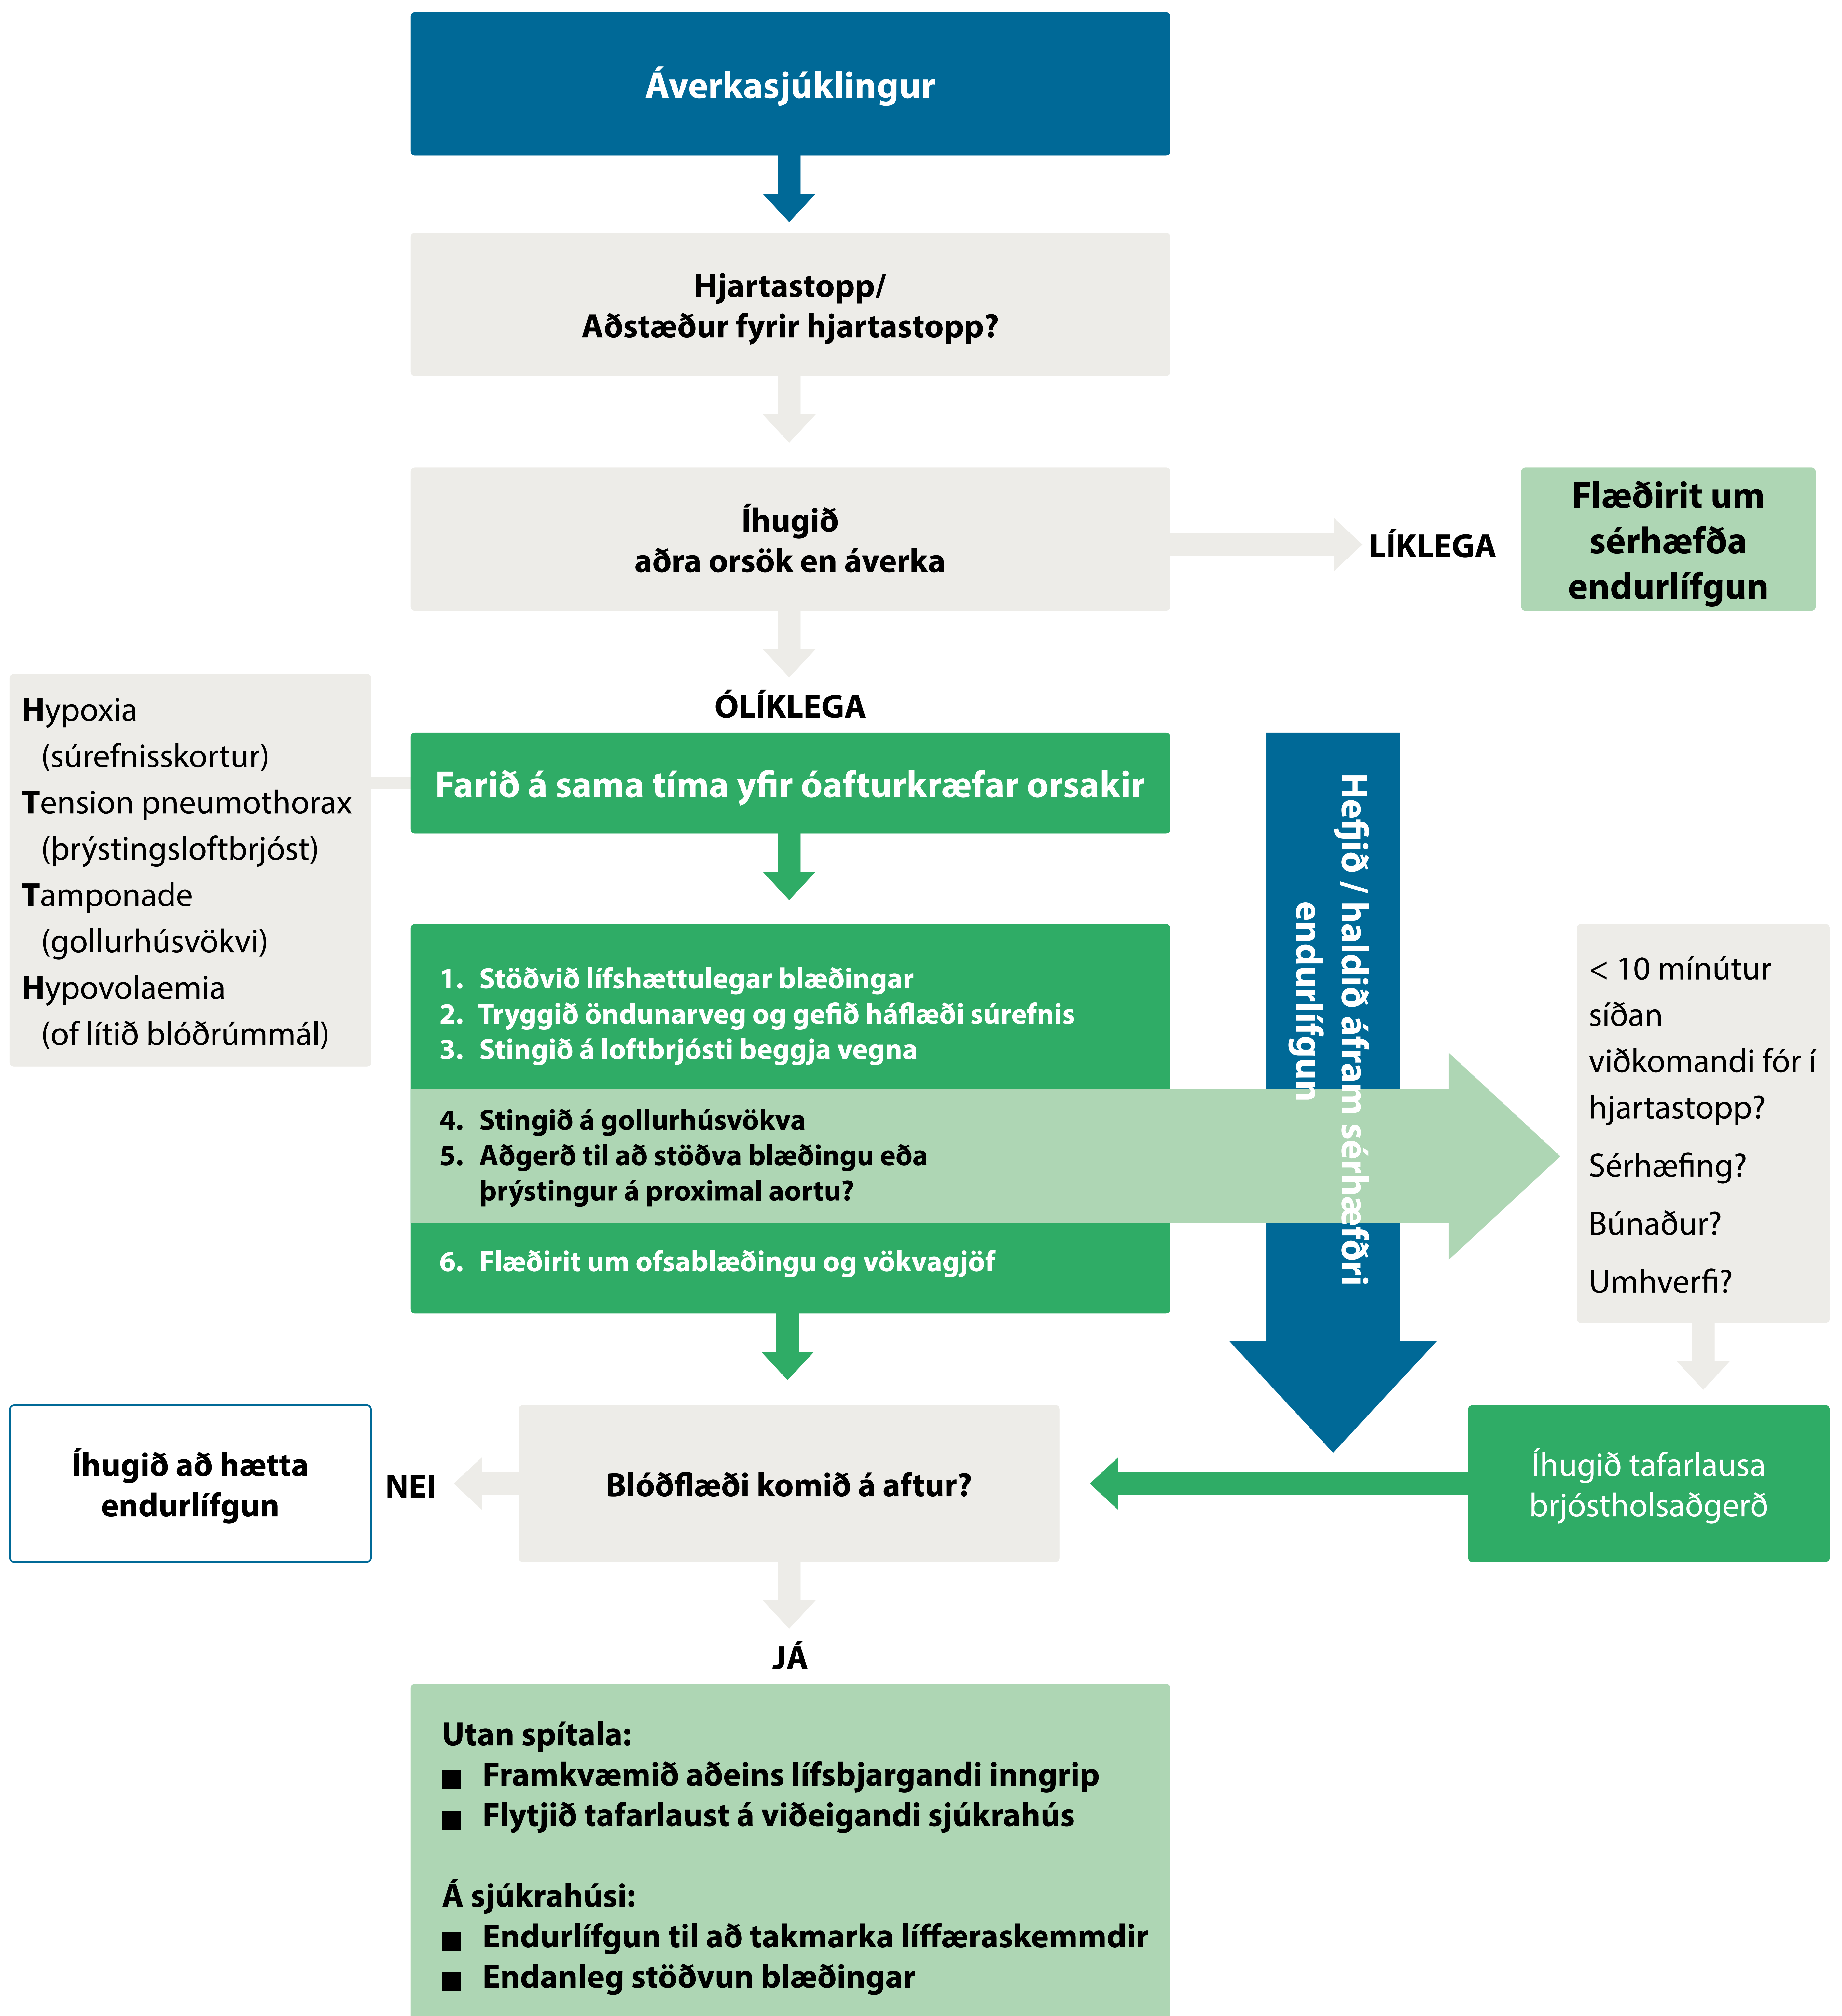 Áverkasjúklingur
Hjartastopp/
Aðstæður fyrir hjartastopp?
Íhugið
aðra orsök en áverka
LÍKLEGA
Flæðirit um
sérhæfða
endurlífgun
ÓLÍKLEGA
Hypoxia
(súrefnisskortur)
Tension pneumothorax
(þrýstingsloftbrjóst)
Tamponade
(gollurhúsvökvi)
Hypovolaemia
(of lítið blóðrúmmál)
Farið á sama tíma yfir óafturkræfar orsakir
1. Stöðvið lífshættulegar blæðingar
2. Tryggið öndunarveg og gefið háflæði súrefnis
3. Stingið á loftbrjósti beggja vegna
4. Stingið á gollurhúsvökva
5. Aðgerð til að stöðva blæðingu eða
þrýstingur á proximal aortu?
6. Flæðirit um ofsablæðingu og vökvagjöf
Hefjið / haldið áfram sérhæfðri
endurlífgun
< 10 mínútur
síðan
viðkomandi fór í
hjartastopp?
Sérhæfing?
Búnaður?
Umhverfi?
Íhugið að hætta
endurlífgun
NEI
Blóðflæði komið á aftur?
Íhugið tafarlausa
brjóstholsaðgerð
JÁ
Utan spítala:
■ Framkvæmið aðeins lífsbjargandi inngrip
■ Flytjið tafarlaust á viðeigandi sjúkrahús
Á sjúkrahúsi:
■ Endurlífgun til að takmarka líffæraskemmdir
■ Endanleg stöðvun blæðingar